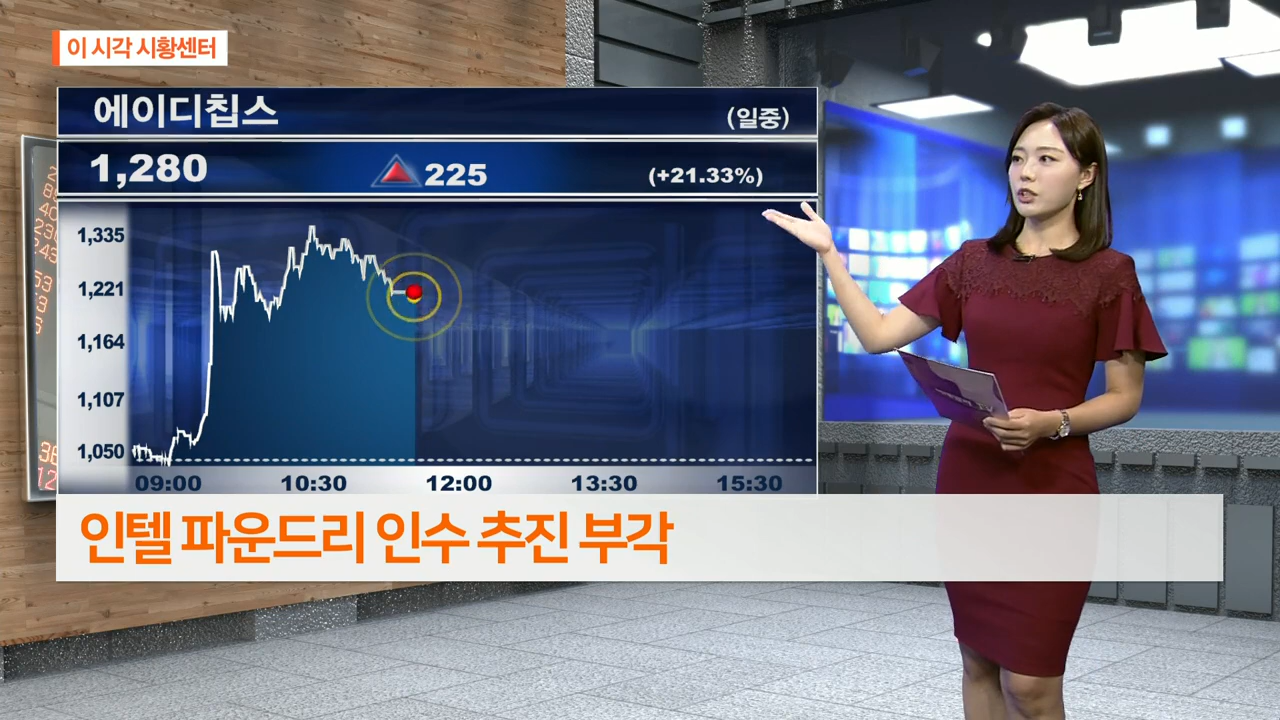 이 시각 시황센터
에이디칩스 (일중)
1,280 225 (+21.33%)
1,335
1,221
1,164
1,107
1,050
09:00 10:30 12:00 13:30 15:30
인텔 파운드리 인수 추진 부각